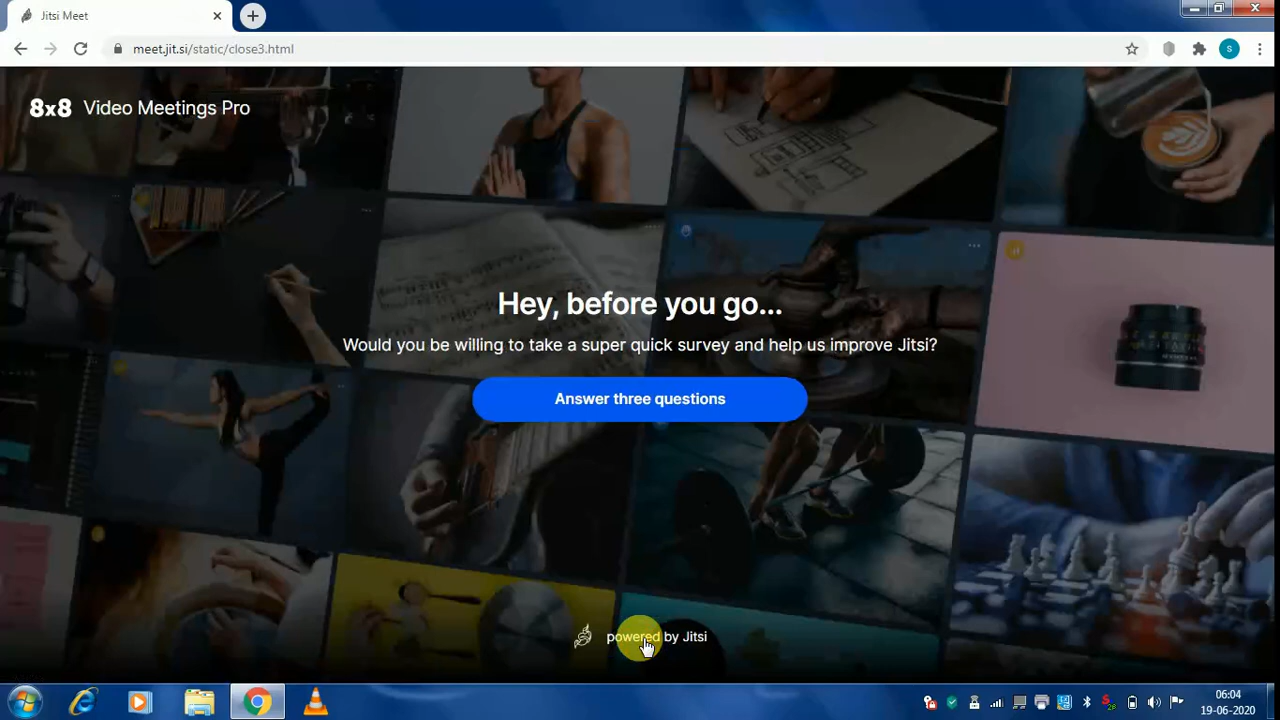 Jitsi Meet
meet.jit.si/static/close3.html
S
8x8 Video Meetings Pro
Hey, before you go...
Would you be willing to take a super quick survey and help us improve Jitsi?
Answer three questions
powered by Jitsi
06:04
19-06-2020